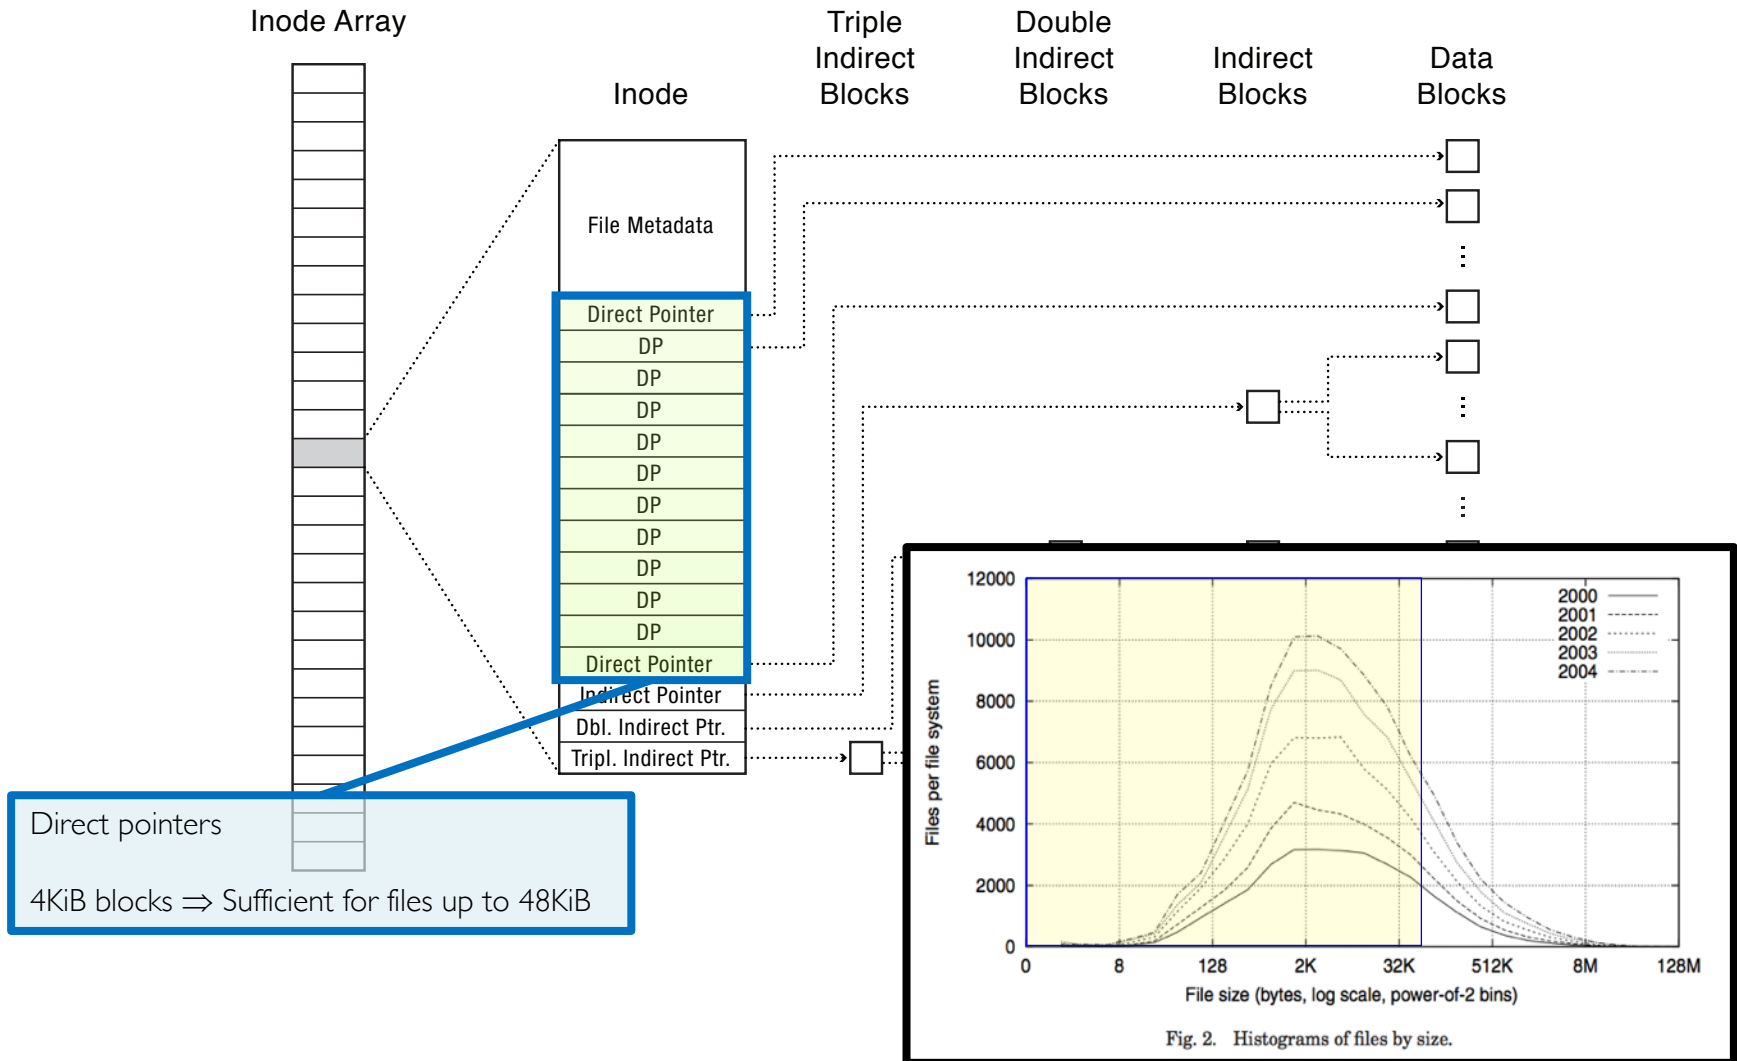 Inode Array
Inode
Triple
Indirect
Blocks
Double
Indirect
Blocks
Indirect
Blocks
Data
Blocks
File Metadata
Direct Pointer
DP
DP
DP
DP
DP
DP
DP
DP
DP
DP
Direct Pointer
Indirect Pointer
Dbl. Indirect Ptr.
Tripl. Indirect Ptr.
Direct pointers
4KiB blocks ⇒ Sufficient for files up to 48KiB
12000
10000
8000
6000
4000
2000
0
Files per file system
2000
2001
2002
2003
2004
0 8 128 2K 32K 512K 8M 128M
File size (bytes, log scale, power-of-2 bins)
Fig. 2. Histograms of files by size.